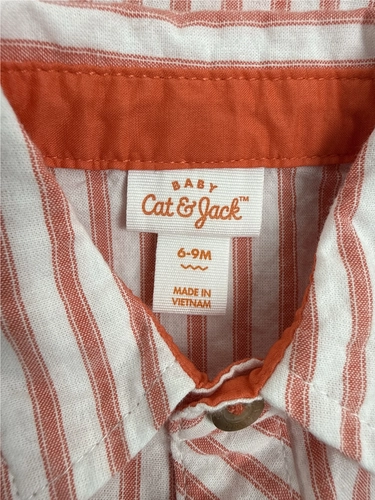 BABY
Cat & Jack™
6-9M
MADE IN
VIETNAM